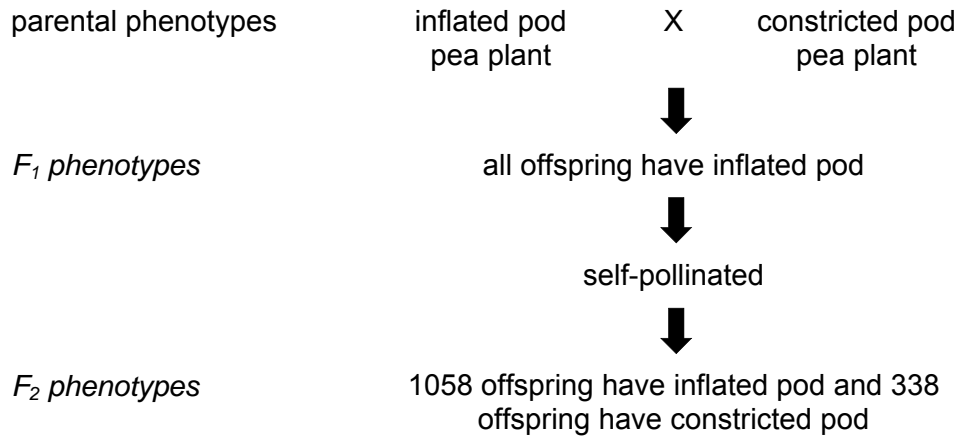 parental phenotypes inflated pod X constricted pod
pea plant pea plant
F1 phenotypes all offspring have inflated pod
self-pollinated
F2 phenotypes 1058 offspring have inflated pod and 338
offspring have constricted pod